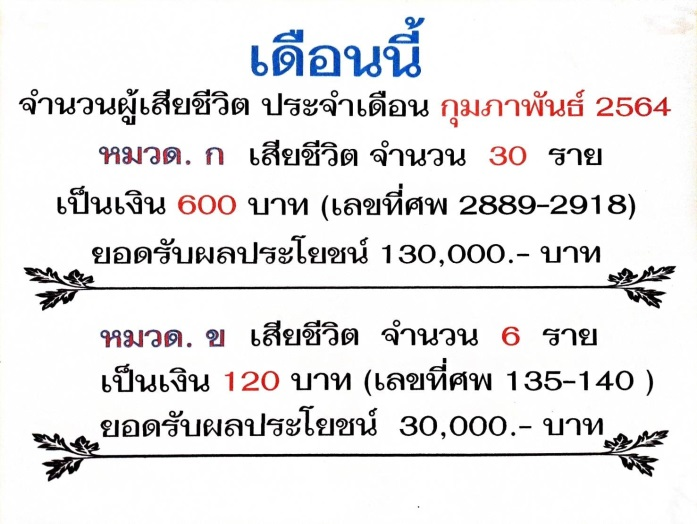 เดือนนี้
จำนวนผู้เสียชีวิต ประจำเดือน กุมภาพันธ์ 2564
หมวด. ก เสียชีวิต จำนวน 30 ราย
เป็นเงิน 600 บาท (เลขที่ศพ 2889-2918)
ยอดรับผลประโยชน์ 130,000.- บาท
หมวด. ข เสียชีวิต จำนวน 6 ราย
เป็นเงิน 120 บาท (เลขที่ศพ 135-140 )
ยอดรับผลประโยชน์ 30,000.- บาท